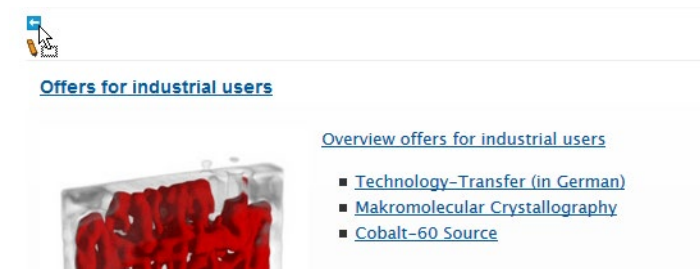 Offers for industrial users
Overview offers for industrial users
Technology-Transfer (in German)
Makromolecular Crystallography
Cobalt-60 Source